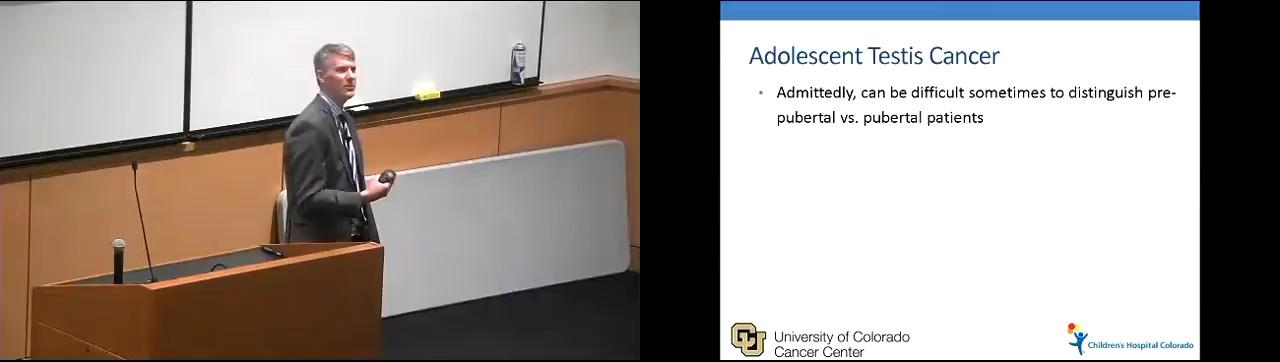 Adolescent Testis Cancer
• Admittedly, can be difficult sometimes to distinguish pre-
pubertal vs. pubertal patients
CU
University of Colorado
Cancer Center
Children's Hospital Colorado